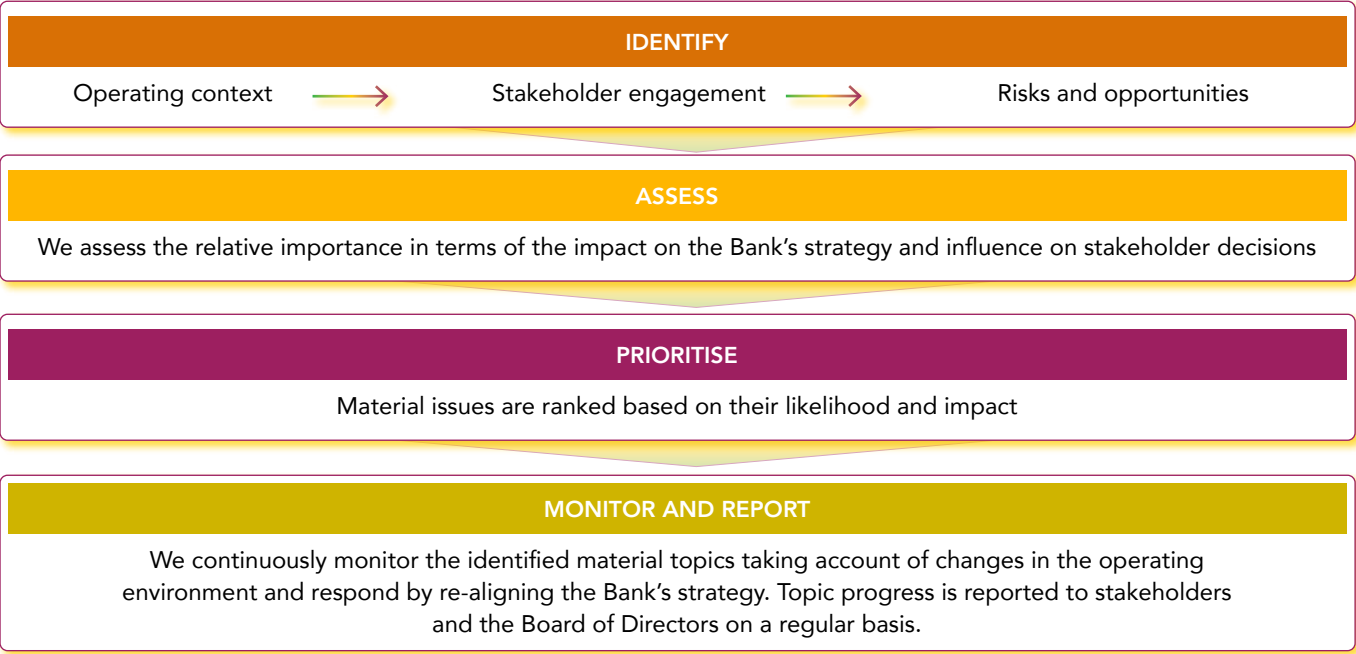 IDENTIFY
Operating context Stakeholder engagement Risks and opportunities
ASSESS
We assess the relative importance in terms of the impact on the Bank’s strategy and influence on stakeholder decisions
PRIORITISE
Material issues are ranked based on their likelihood and impact
MONITOR AND REPORT
We continuously monitor the identified material topics taking account of changes in the operating
environment and respond by re-aligning the Bank’s strategy. Topic progress is reported to stakeholders
and the Board of Directors on a regular basis.